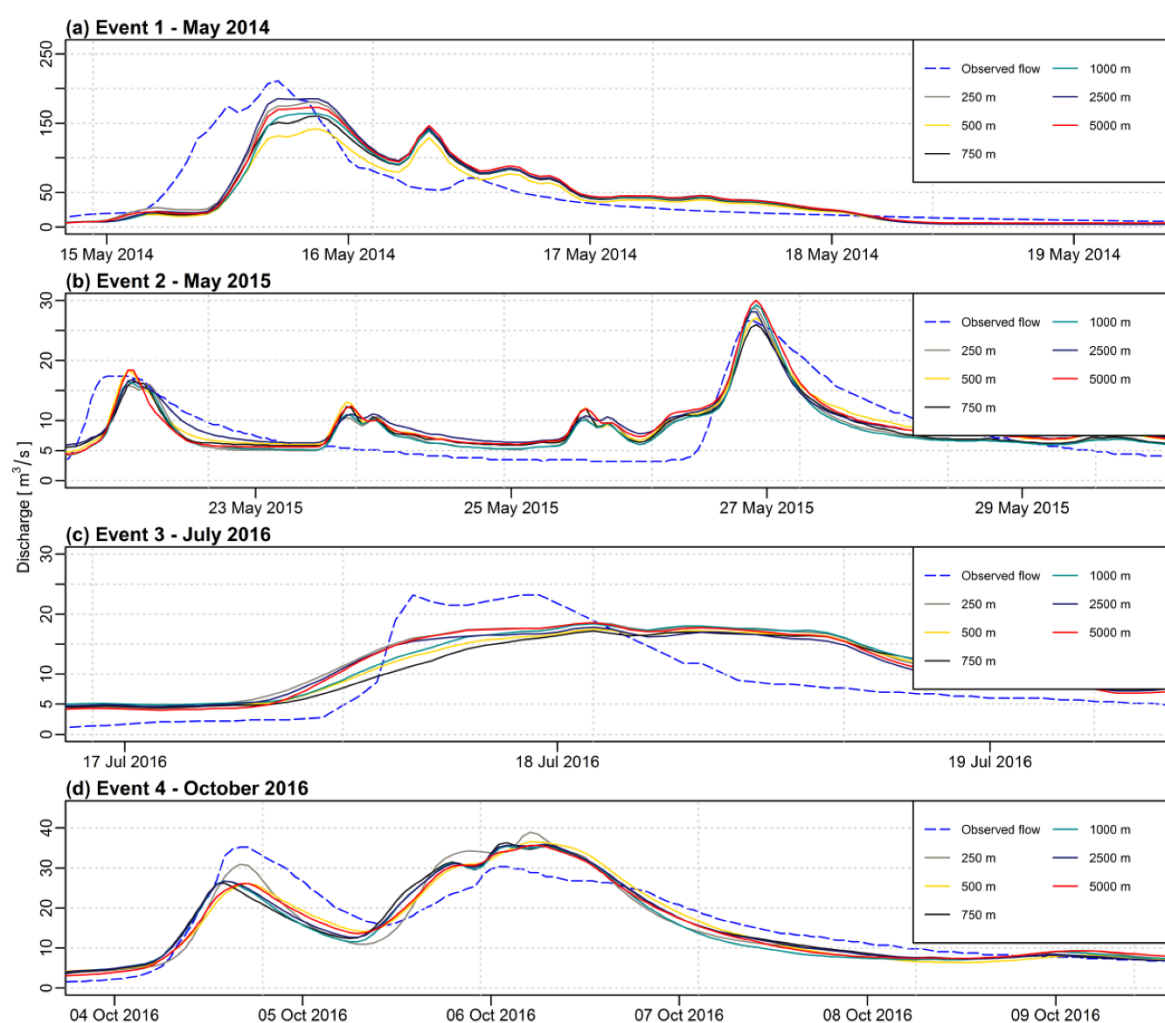 (a) Event 1 - May 2014
250
150
50
0
Observed flow 1000 m
250 m 2500 m
500 m 5000 m
750 m
15 May 2014 16 May 2014 17 May 2014 18 May 2014 19 May 2014
(b) Event 2 - May 2015
30
20
10
5
0
Observed flow 1000 m
250 m 2500 m
500 m 5000 m
750 m
23 May 2015 25 May 2015 27 May 2015 29 May 2015
Discharge [ m³/s ]
(c) Event 3 - July 2016
30
20
10
5
0
Observed flow 1000 m
250 m 2500 m
500 m 5000 m
750 m
17 Jul 2016 18 Jul 2016 19 Jul 2016
(d) Event 4 - October 2016
40
30
20
10
0
Observed flow 1000 m
250 m 2500 m
500 m 5000 m
750 m
04 Oct 2016 05 Oct 2016 06 Oct 2016 07 Oct 2016 08 Oct 2016 09 Oct 2016